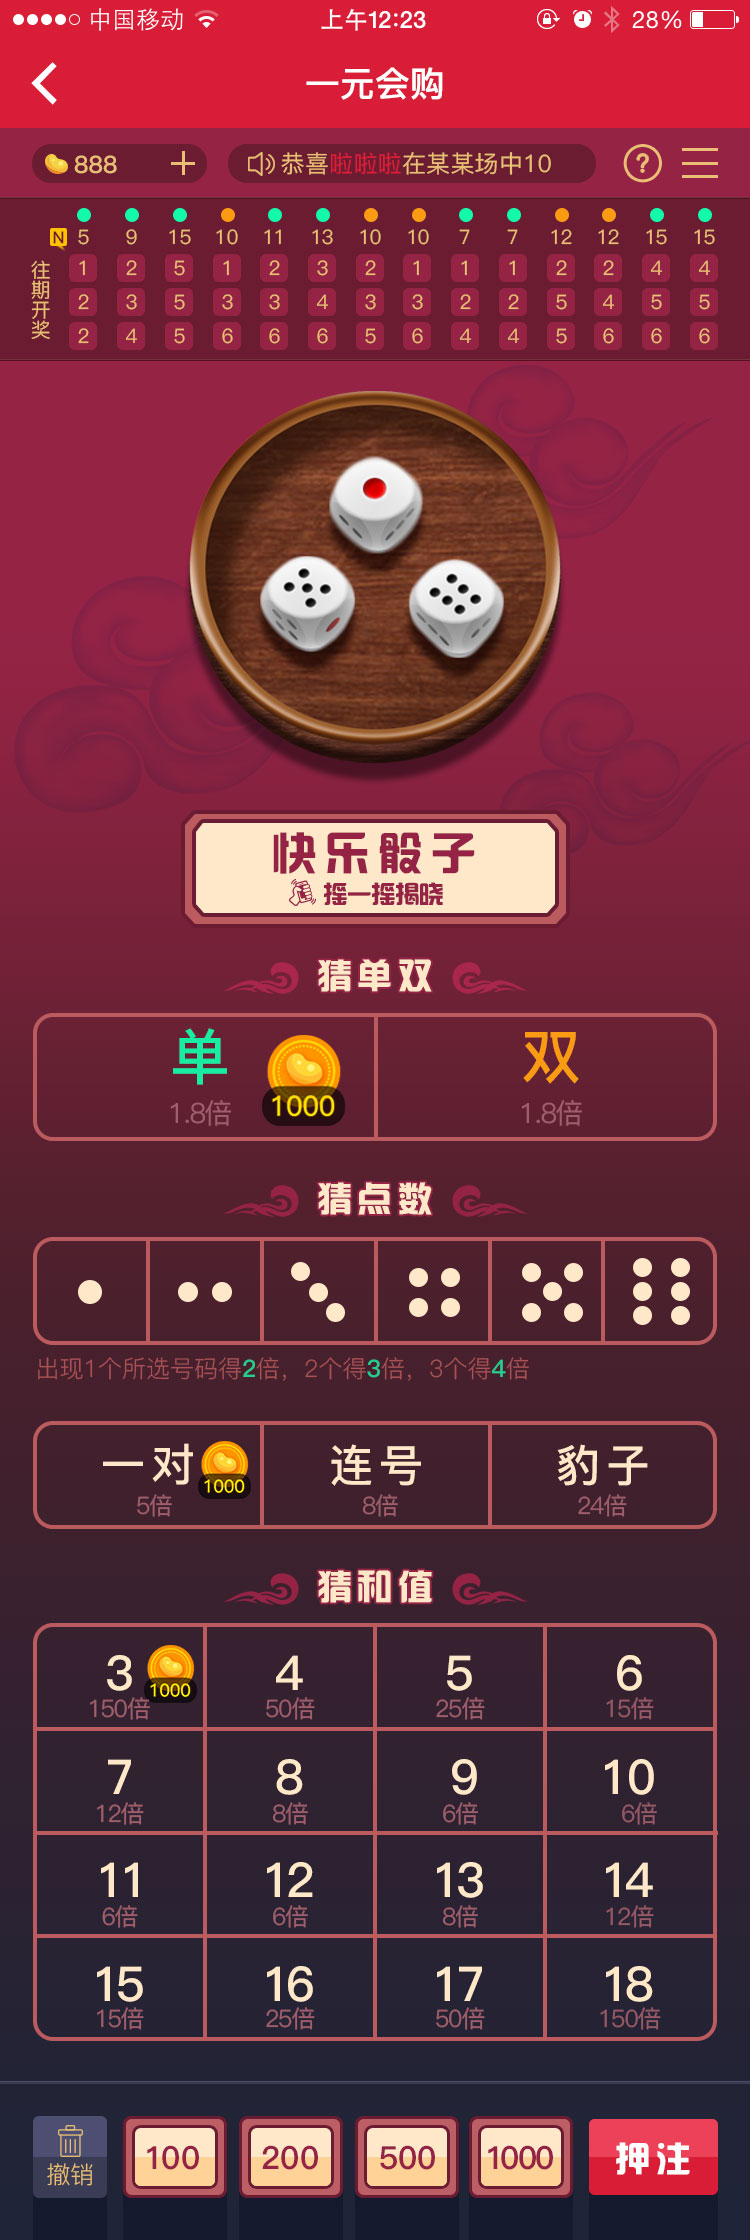 中国移动 上午12:23 28%
一元会购
888 恭喜啦啦啦在某某场中10 ?
N 5 9 15 10 11 13 10 10 7 7 12 12 15 15
往期开奖
1 2 5 1 2 3 2 1 1 1 2 2 4 4
2 3 5 3 3 4 3 3 2 2 5 4 5 5
2 4 5 6 6 6 5 6 4 4 5 6 6 6
快乐骰子
摇一摇揭晓
猜单双
单 双
1.8倍 1000 1.8倍
猜点数
出现1个所选号码得2倍，2个得3倍，3个得4倍
一对 连号 豹子
5倍 1000 8倍 24倍
猜和值
3 4 5 6
1000
150倍 50倍 25倍 15倍
7 8 9 10
12倍 8倍 6倍 6倍
11 12 13 14
6倍 6倍 8倍 12倍
15 16 17 18
15倍 25倍 50倍 150倍
撤销 100 200 500 1000 押注